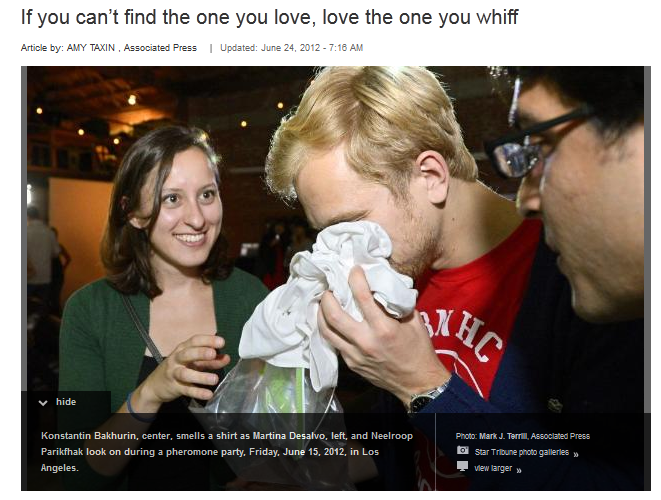 If you can't find the one you love, love the one you whiff
Article by: AMY TAXIN , Associated Press | Updated: June 24, 2012 - 7:16 AM
HC
hide
Konstantin Bakhurin, center, smells a shirt as Martina Desalvo, left, and Neelroop
Parikfhak look on during a pheromone party, Friday, June 15, 2012, in Los
Angeles.
Photo: Mark J. Terrill, Associated Press
Star Tribune photo galleries »
view larger »